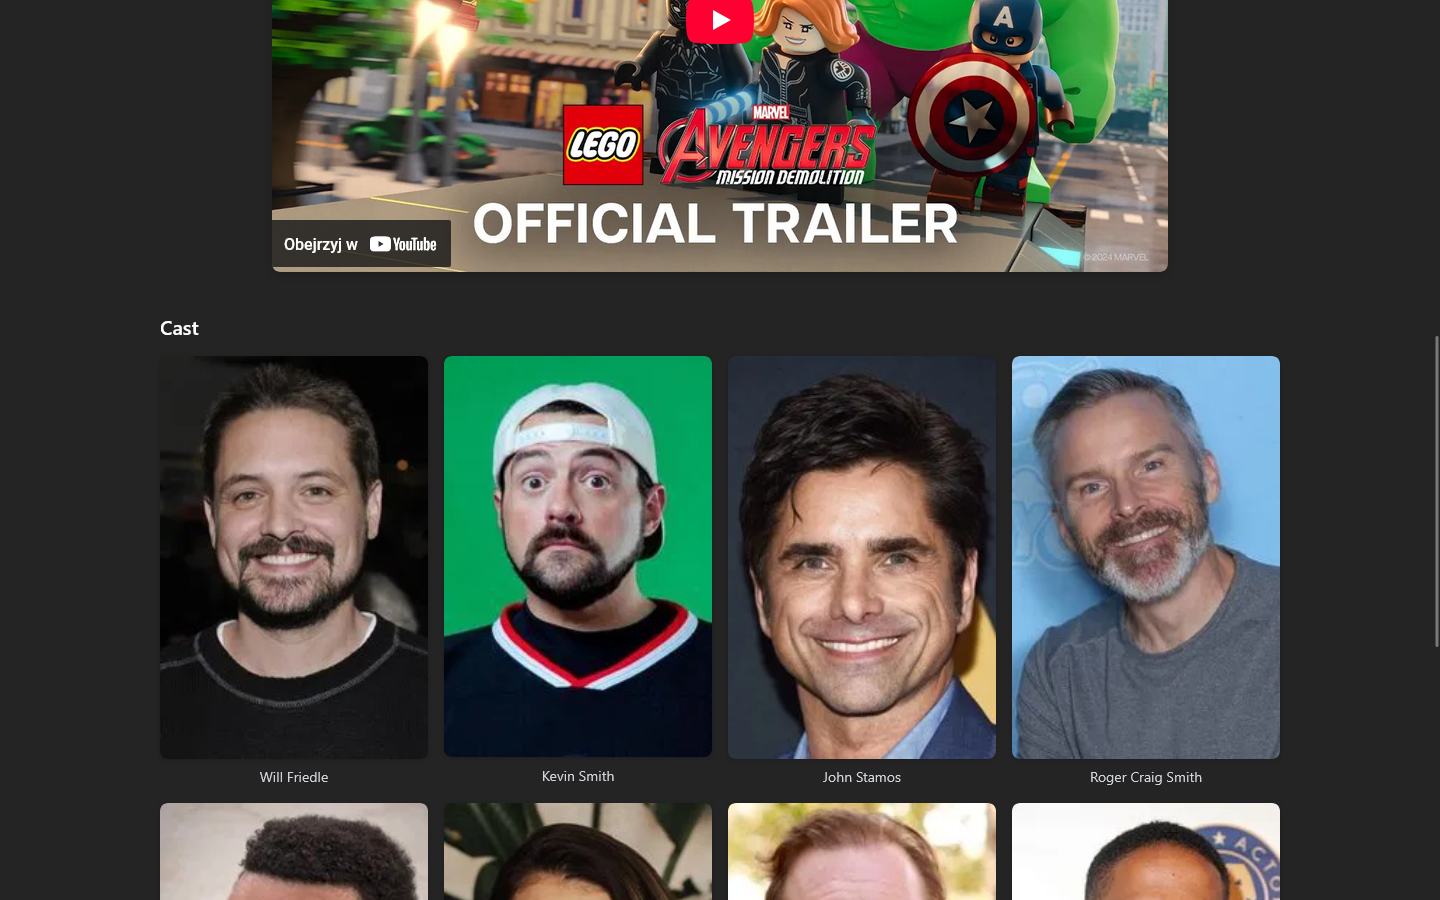 A
LEGO
MARVEL
AVENGERS
MISSION DEMOLITION
OFFICIAL TRAILER
Obejrzyj w YouTube
© 2024 MARVEL
Cast
Will Friedle
Kevin Smith
John Stamos
Roger Craig Smith
ACTO